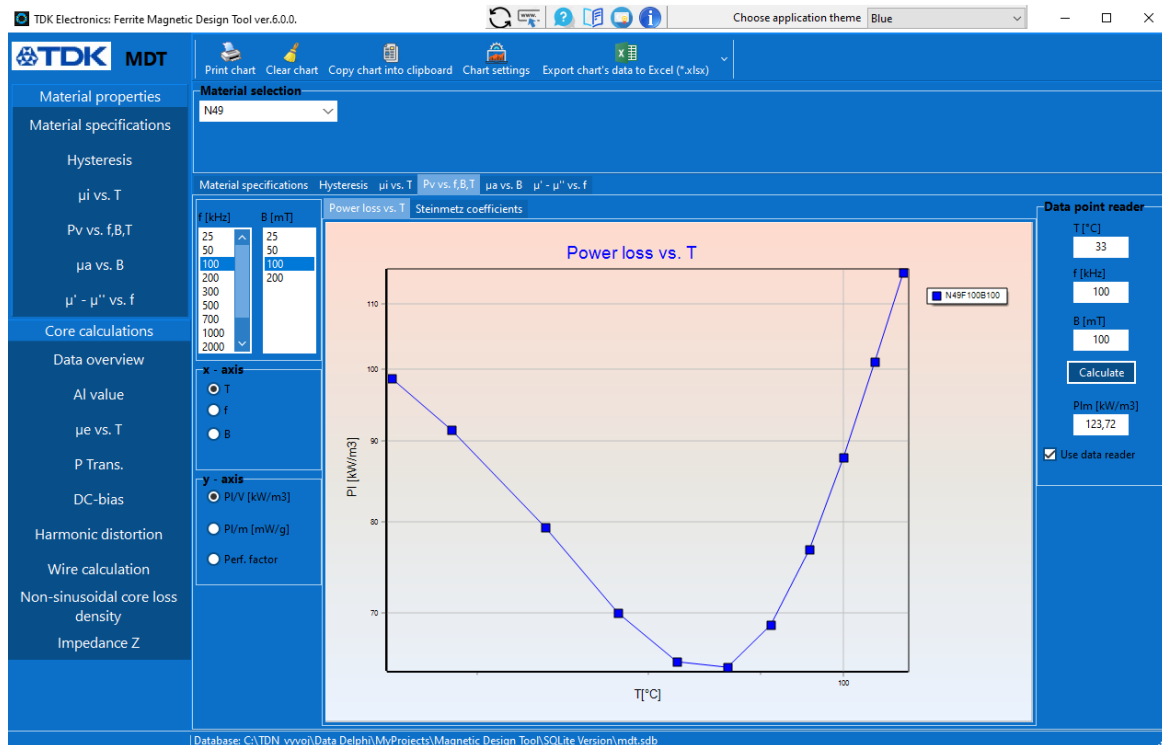 TDK Electronics: Ferrite Magnetic Design Tool ver.6.0.0.
www.
Choose application theme Blue
TDK MDT
Print chart Clear chart Copy chart into clipboard Chart settings Export chart's data to Excel (*.xlsx)
Material properties
Material specifications
Hysteresis
µi vs. T
Pv vs. f,B,T
µa vs. B
µ' - µ'' vs. f
Core calculations
Data overview
Al value
µe vs. T
P Trans.
DC-bias
Harmonic distortion
Wire calculation
Non-sinusoidal core loss
density
Impedance Z
Material selection
N49
Material specifications Hysteresis µi vs. T Pv vs. f,B,T µa vs. B µ' - µ'' vs. f
f [kHz] B [mT]
25 25
50 50
100 100
200 200
300
500
700
1000
2000
x - axis
T
f
B
y - axis
Pl/V [kW/m3]
Pl/m [mW/g]
Perf. factor
Power loss vs. T Steinmetz coefficients
Power loss vs. T
110
100
90
80
70
Pl [kW/m3]
100
T[°C]
N49F100B100
Data point reader
T [°C]
33
f [kHz]
100
B [mT]
100
Calculate
Plm [kW/m3]
123,72
Use data reader
Database: C:\TDN_vyvoj\Data Delphi\MyProjects\Magnetic Design Tool\SQLite Version\mdt.sdb